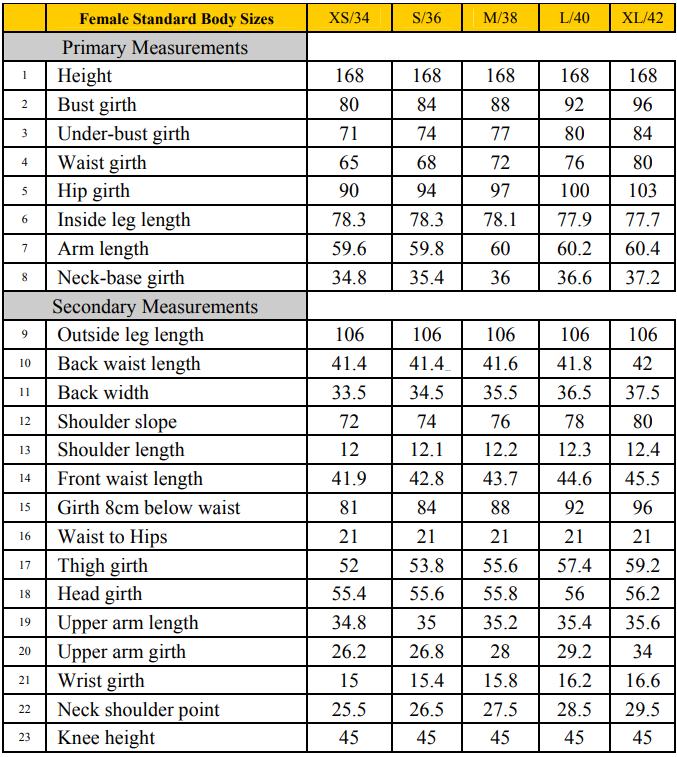 Female Standard Body Sizes XS/34 S/36 M/38 L/40 XL/42
Primary Measurements
1 Height 168 168 168 168 168
2 Bust girth 80 84 88 92 96
3 Under-bust girth 71 74 77 80 84
4 Waist girth 65 68 72 76 80
5 Hip girth 90 94 97 100 103
6 Inside leg length 78.3 78.3 78.1 77.9 77.7
7 Arm length 59.6 59.8 60 60.2 60.4
8 Neck-base girth 34.8 35.4 36 36.6 37.2
Secondary Measurements
9 Outside leg length 106 106 106 106 106
10 Back waist length 41.4 41.4 41.6 41.8 42
11 Back width 33.5 34.5 35.5 36.5 37.5
12 Shoulder slope 72 74 76 78 80
13 Shoulder length 12 12.1 12.2 12.3 12.4
14 Front waist length 41.9 42.8 43.7 44.6 45.5
15 Girth 8cm below waist 81 84 88 92 96
16 Waist to Hips 21 21 21 21 21
17 Thigh girth 52 53.8 55.6 57.4 59.2
18 Head girth 55.4 55.6 55.8 56 56.2
19 Upper arm length 34.8 35 35.2 35.4 35.6
20 Upper arm girth 26.2 26.8 28 29.2 34
21 Wrist girth 15 15.4 15.8 16.2 16.6
22 Neck shoulder point 25.5 26.5 27.5 28.5 29.5
23 Knee height 45 45 45 45 45